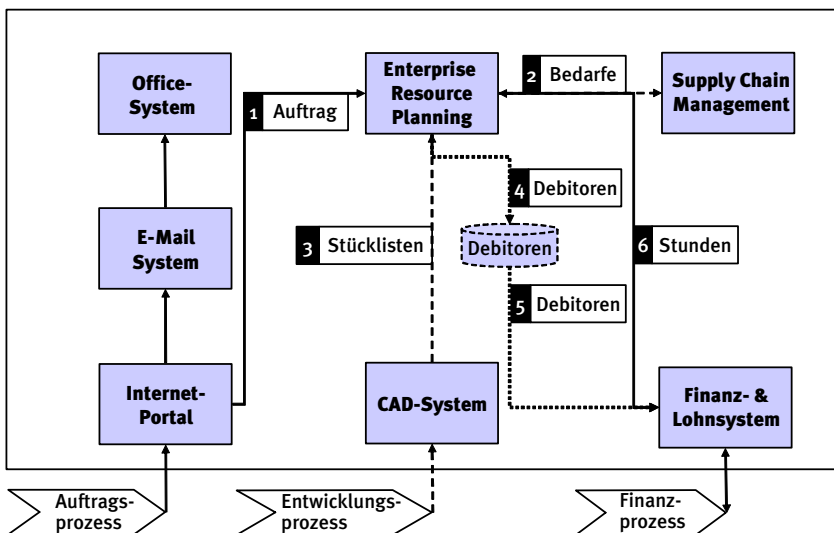 Office-
System
Enterprise
Resource
Planning
2 Bedarfe
Supply Chain
Management
1 Auftrag
4 Debitoren
E-Mail
System
3 Stücklisten
Debitoren
6 Stunden
5 Debitoren
Internet-
Portal
CAD-System
Finanz- &
Lohnsystem
Auftrags-
prozess
Entwicklungs-
prozess
Finanz-
prozess